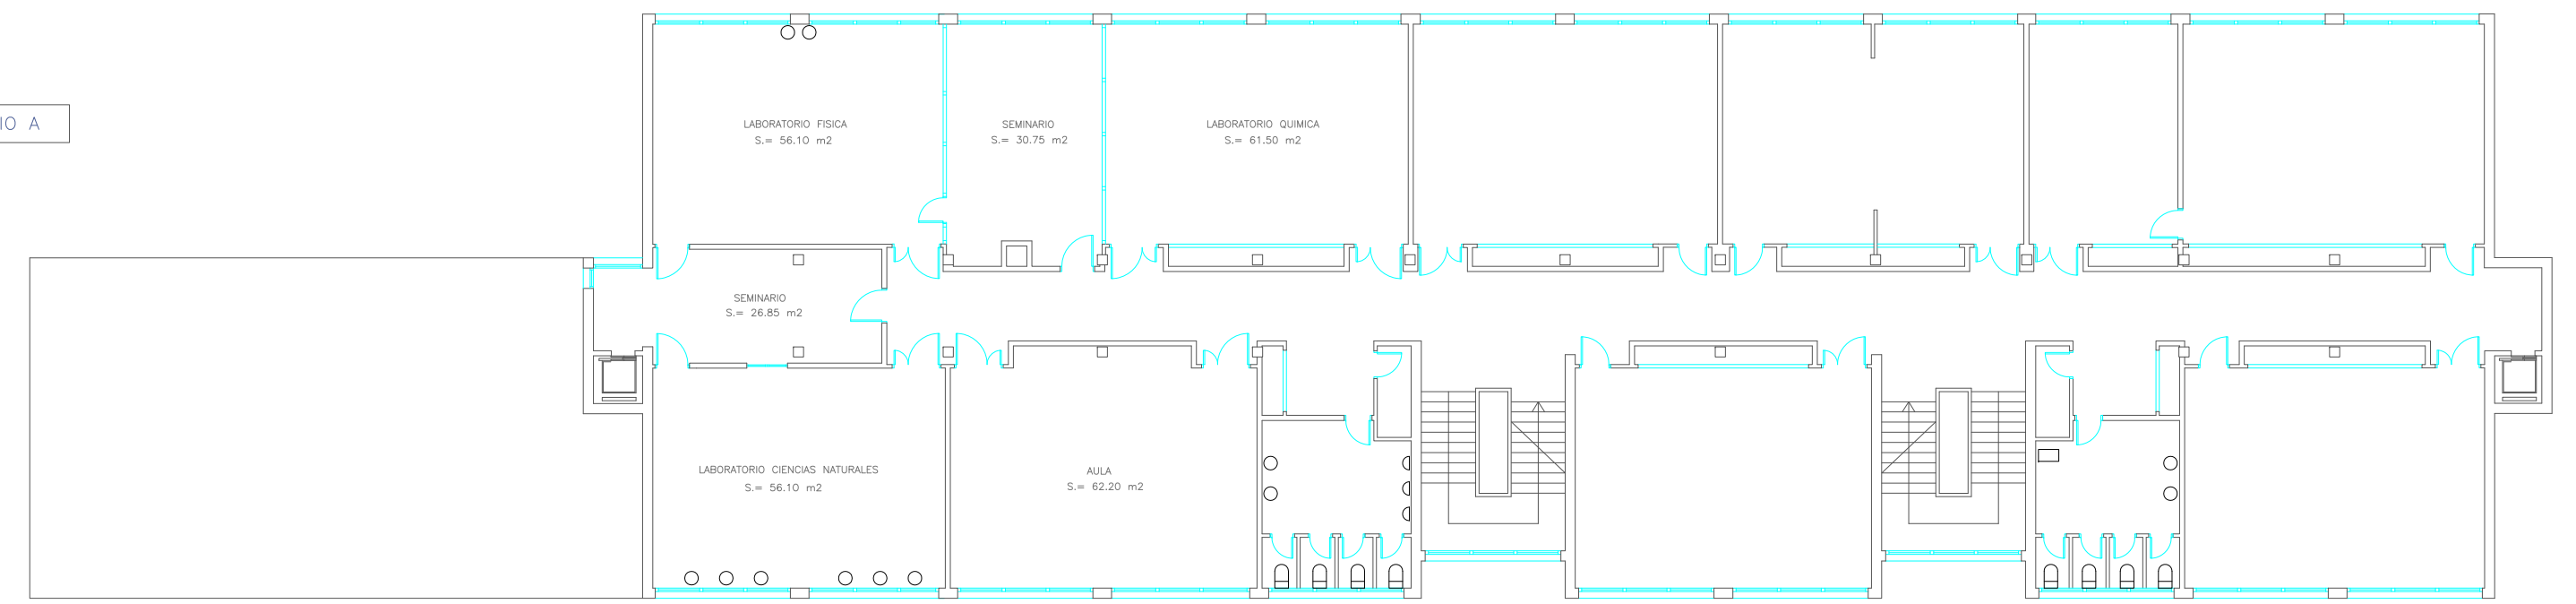 IO A
LABORATORIO FISICA
S.= 56.10 m2
SEMINARIO
S.= 30.75 m2
LABORATORIO QUIMICA
S.= 61.50 m2
SEMINARIO
S.= 26.85 m2
LABORATORIO CIENCIAS NATURALES
S.= 56.10 m2
AULA
S.= 62.20 m2